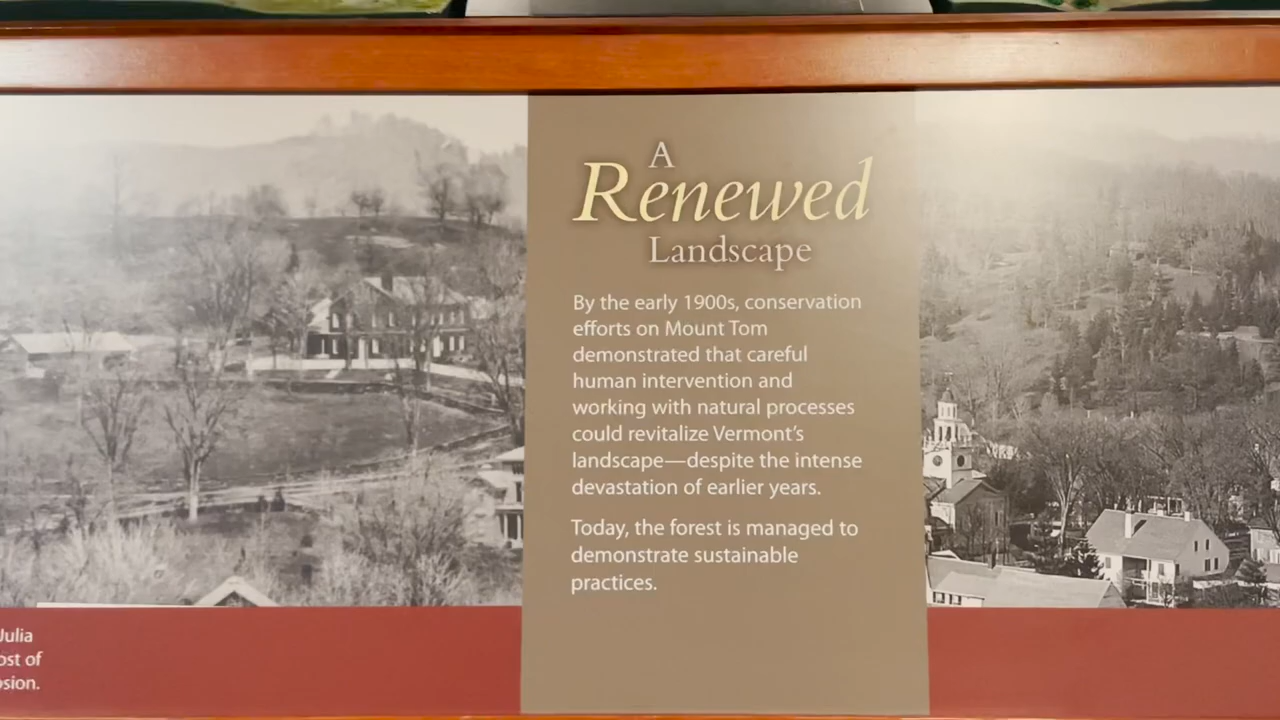 A
Renewed
Landscape
By the early 1900s, conservation
efforts on Mount Tom
demonstrated that careful
human intervention and
working with natural processes
could revitalize Vermont's
landscape—despite the intense
devastation of earlier years.
Today, the forest is managed to
demonstrate sustainable
practices.
Julia
of